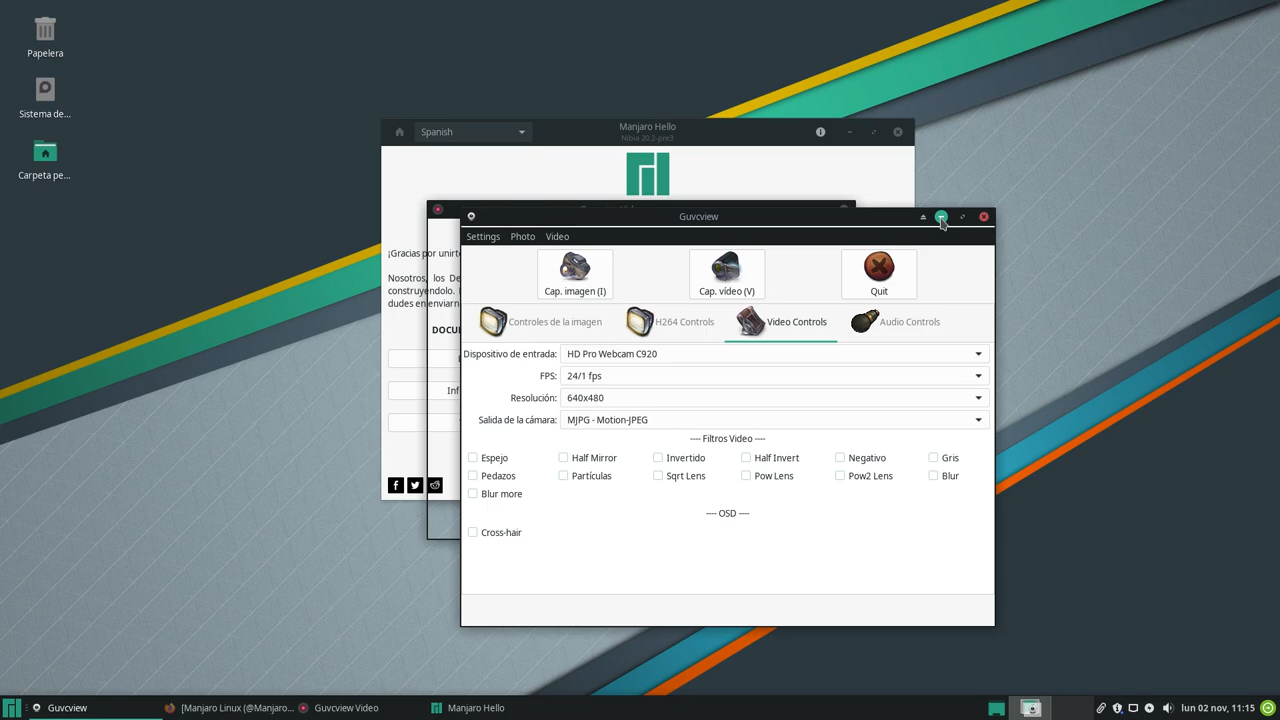 Papelera
Sistema de...
Carpeta pe...
Spanish
Manjaro Hello
Nibia 20.2-pre3
¡Gracias por unirt
Nosotros, los De
construyéndolo.
dudes en enviarn
DOCU
Inf
Guvcview
Settings Photo Video
Cap. imagen (I)
Cap. vídeo (V)
Quit
Controles de la imagen
H264 Controls
Video Controls
Audio Controls
Dispositivo de entrada: HD Pro Webcam C920
FPS: 24/1 fps
Resolución: 640x480
Salida de la cámara: MJPG - Motion-JPEG
---- Filtros Video ----
Espejo Half Mirror Invertido Half Invert Negativo Gris
Pedazos Partículas Sqrt Lens Pow Lens Pow2 Lens Blur
Blur more
---- OSD ----
Cross-hair
Guvcview
[Manjaro Linux (@Manjaro...
Guvcview Video
Manjaro Hello
lun 02 nov, 11:15